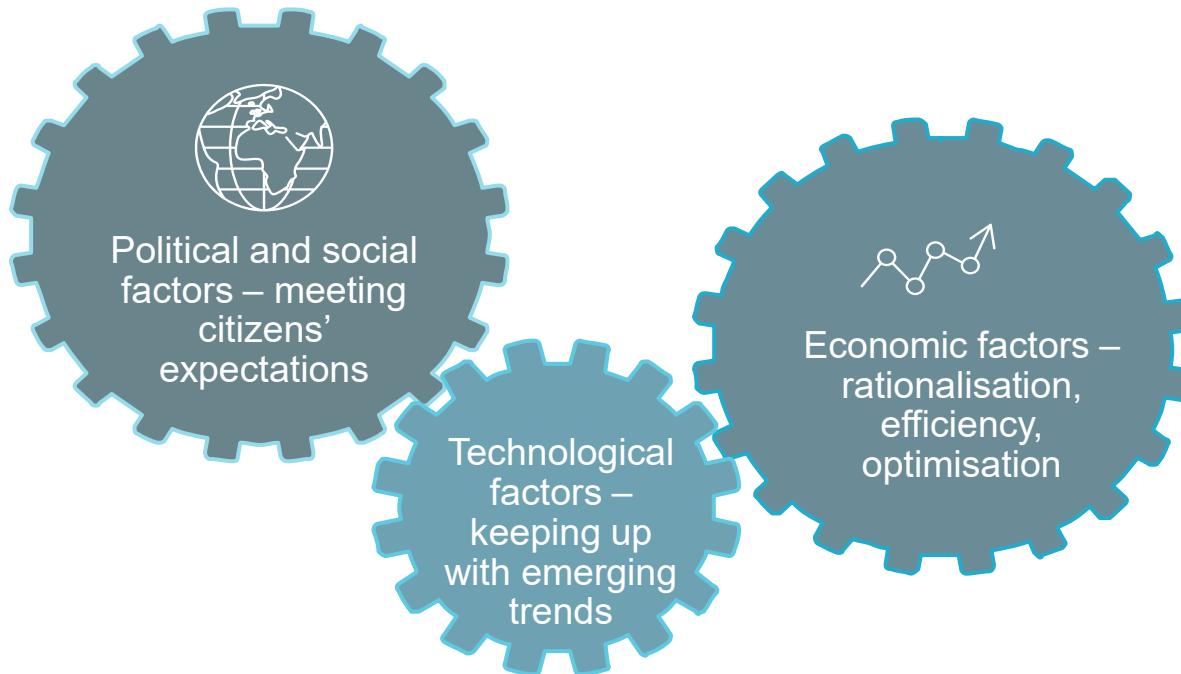 Political and social
factors – meeting
citizens’
expectations
Technological
factors –
keeping up
with emerging
trends
Economic factors –
rationalisation,
efficiency,
optimisation